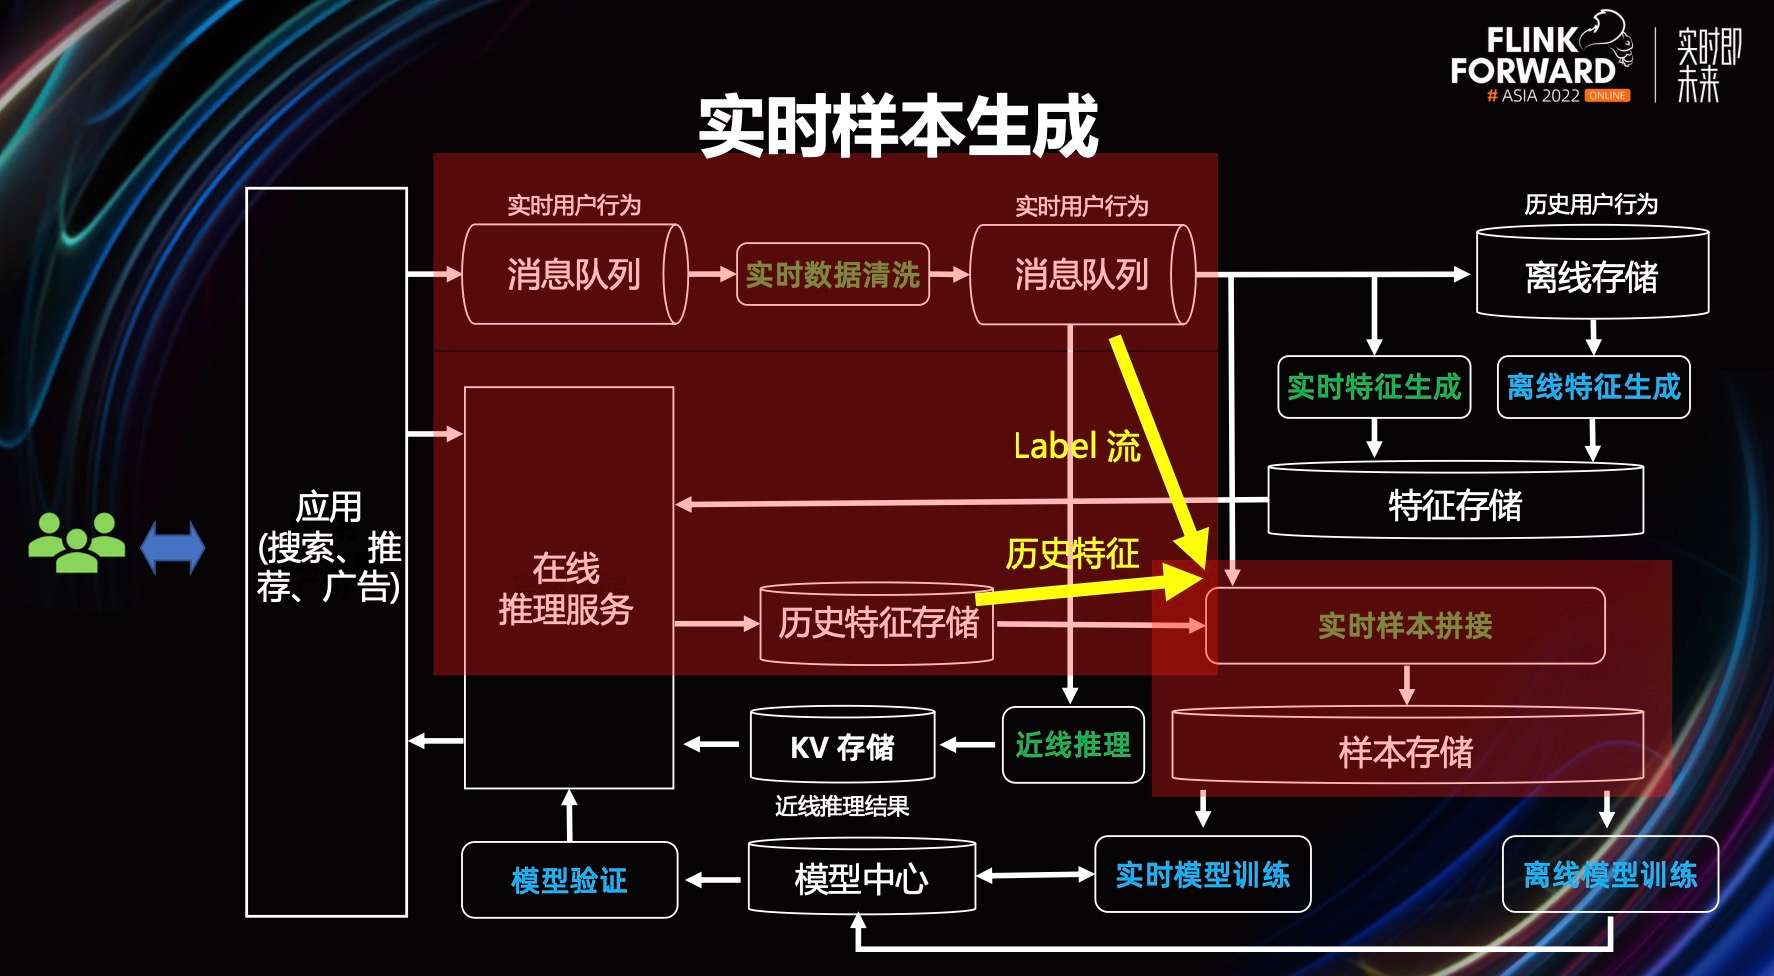 FLINK
FORWARD
# ASIA 2022 ONLINE
实时即
未来
实时样本生成
实时用户行为
实时用户行为
历史用户行为
消息队列
实时数据清洗
消息队列
离线存储
实时特征生成
离线特征生成
Label 流
特征存储
应用
(搜索、推
荐、广告)
在线
推理服务
历史特征
历史特征存储
实时样本拼接
KV 存储
近线推理
样本存储
近线推理结果
模型验证
模型中心
实时模型训练
离线模型训练